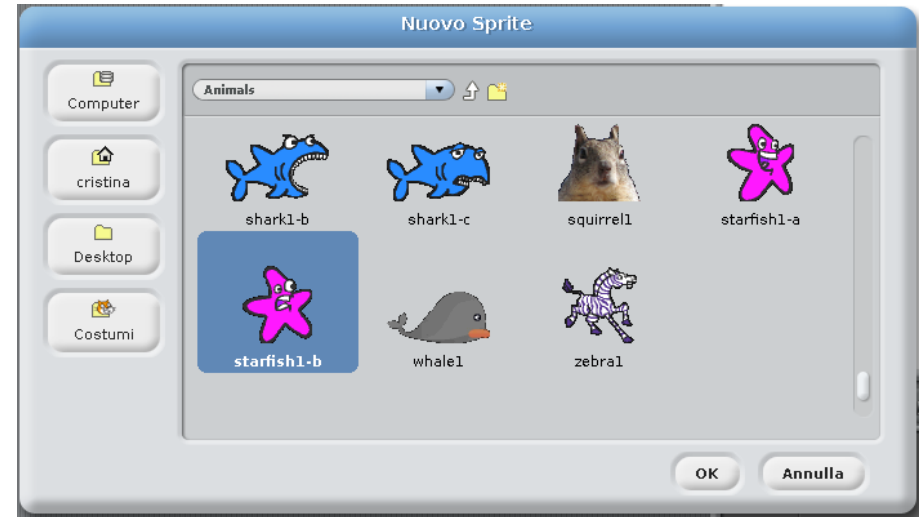 Nuovo Sprite
Computer
cristina
Desktop
Costumi
Animals
shark1-b
shark1-c
squirrel1
starfish1-a
starfish1-b
whale1
zebra1
OK
Annulla